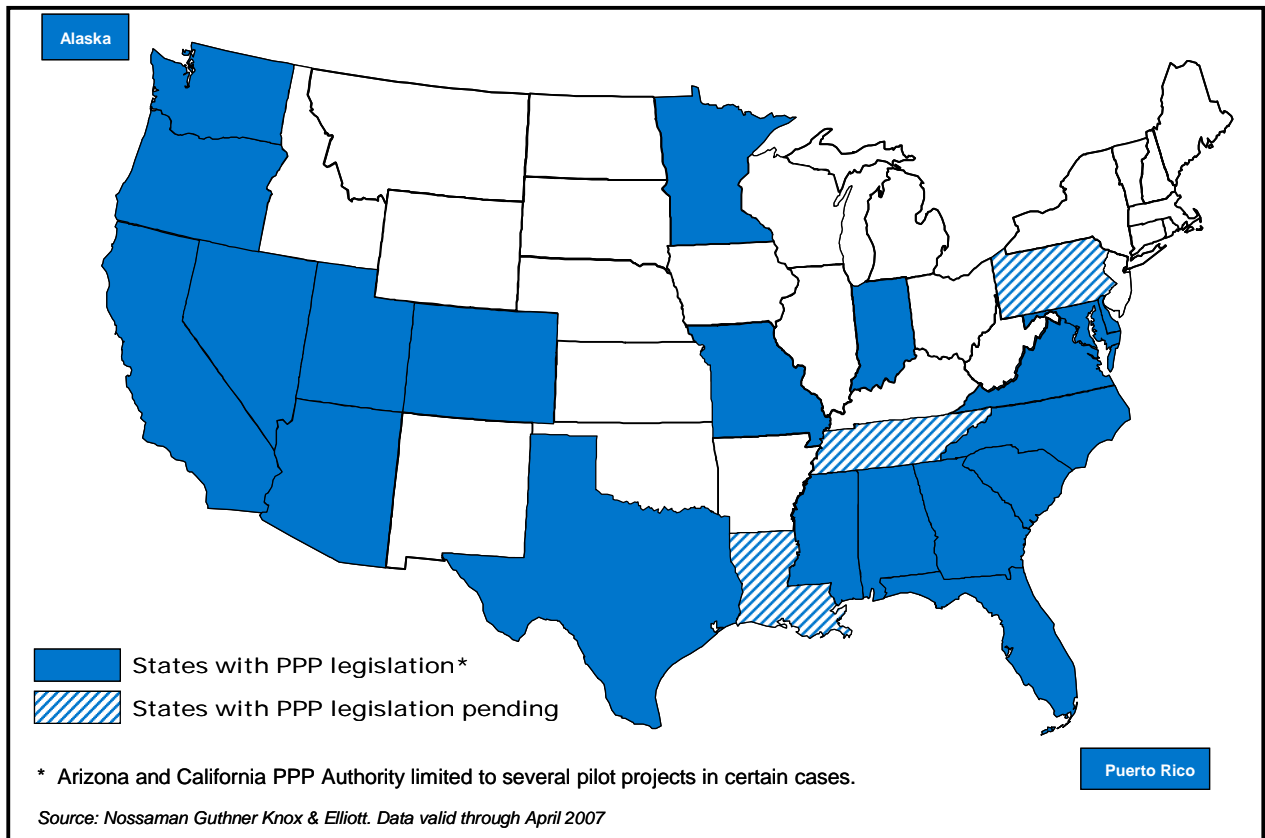 Alaska
States with PPP legislation*
States with PPP legislation pending
Puerto Rico
* Arizona and California PPP Authority limited to several pilot projects in certain cases.
Source: Nossaman Guthner Knox & Elliott. Data valid through April 2007